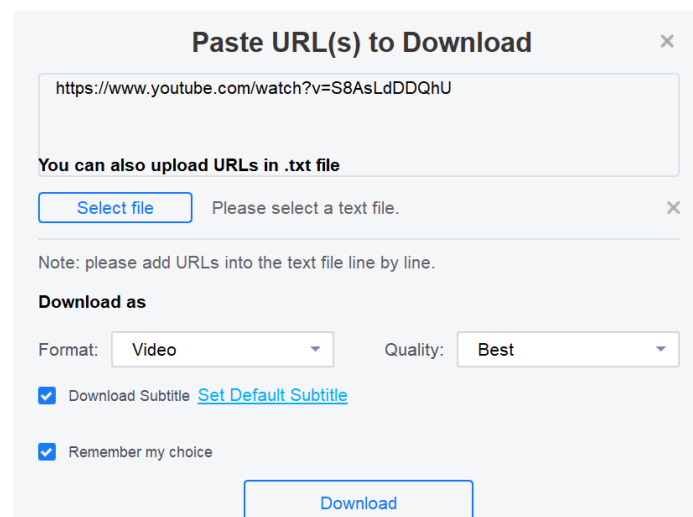 Paste URL(s) to Download
https://www.youtube.com/watch?v=S8AsLdDDQhU
You can also upload URLs in .txt file
Select file Please select a text file.
Note: please add URLs into the text file line by line.
Download as
Format: Video Quality: Best
Download Subtitle Set Default Subtitle
Remember my choice
Download